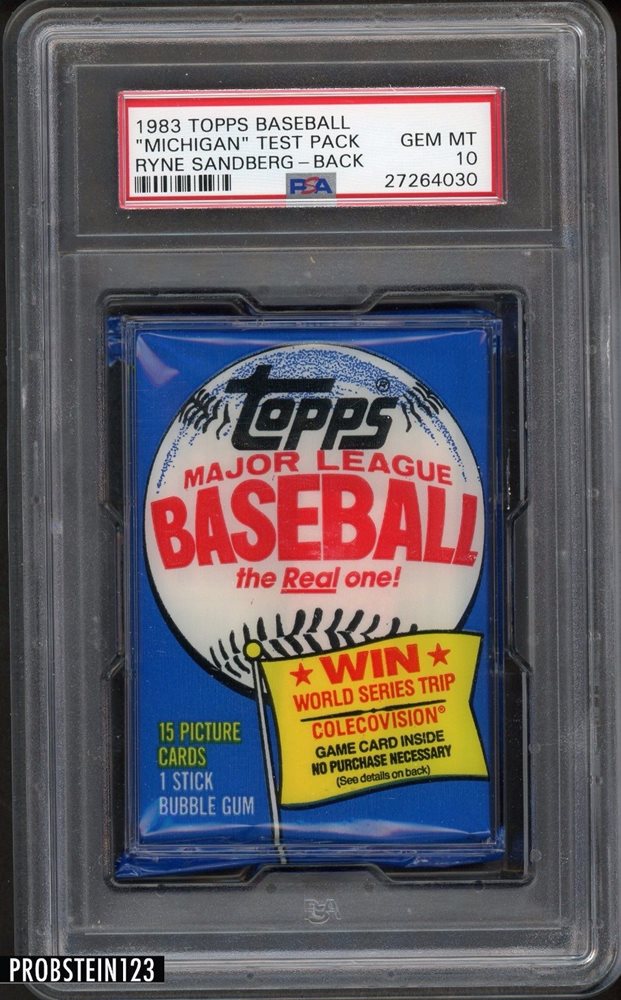 1983 TOPPS BASEBALL
"MICHIGAN" TEST PACK
GEM MT
RYNE SANDBERG – BACK
10
PSA
27264030
topps®
MAJOR LEAGUE
BASEBALL
the Real one!
★ WIN ★
WORLD SERIES TRIP
COLECOVISION®
GAME CARD INSIDE
NO PURCHASE NECESSARY
(See details on back)
15 PICTURE
CARDS
1 STICK
BUBBLE GUM
PSA
PROBSTEIN123